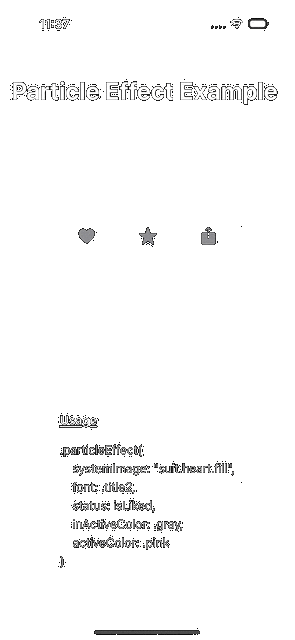 11:37
Particle Effect Example
Usage
.particleEffect(
systemImage: "suit.heart.fill",
font: .title2,
status: isLiked,
inActiveColor: .gray,
activeColor: .pink
)